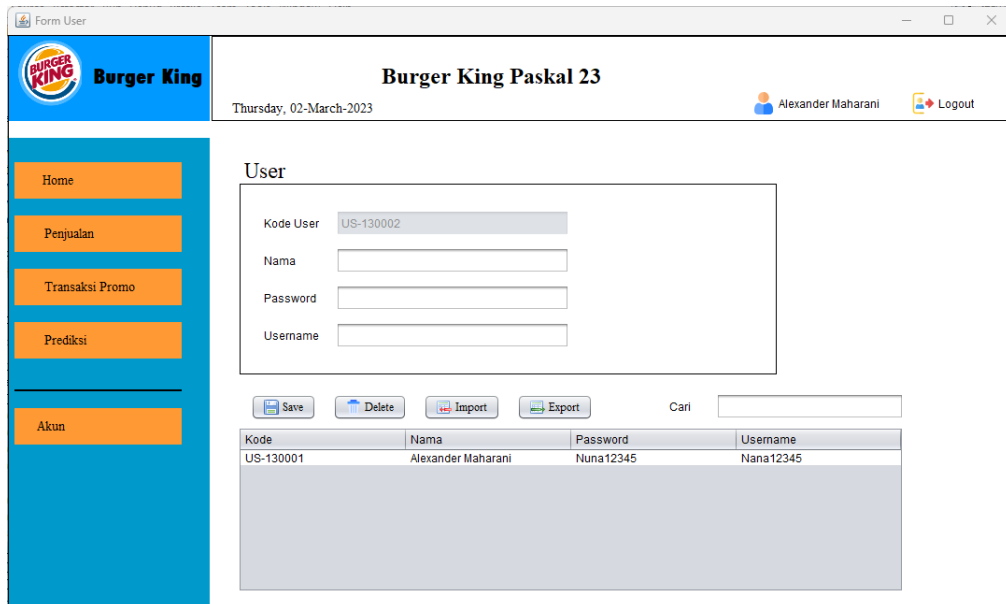 Form User
BURGER
KING
Burger King
Burger King Paskal 23
Thursday, 02-March-2023
Alexander Maharani
Logout
Home
Penjualan
Transaksi Promo
Prediksi
Akun
User
Kode User US-130002
Nama
Password
Username
Save Delete Import Export Cari
Kode Nama Password Username
US-130001 Alexander Maharani Nuna12345 Nana12345